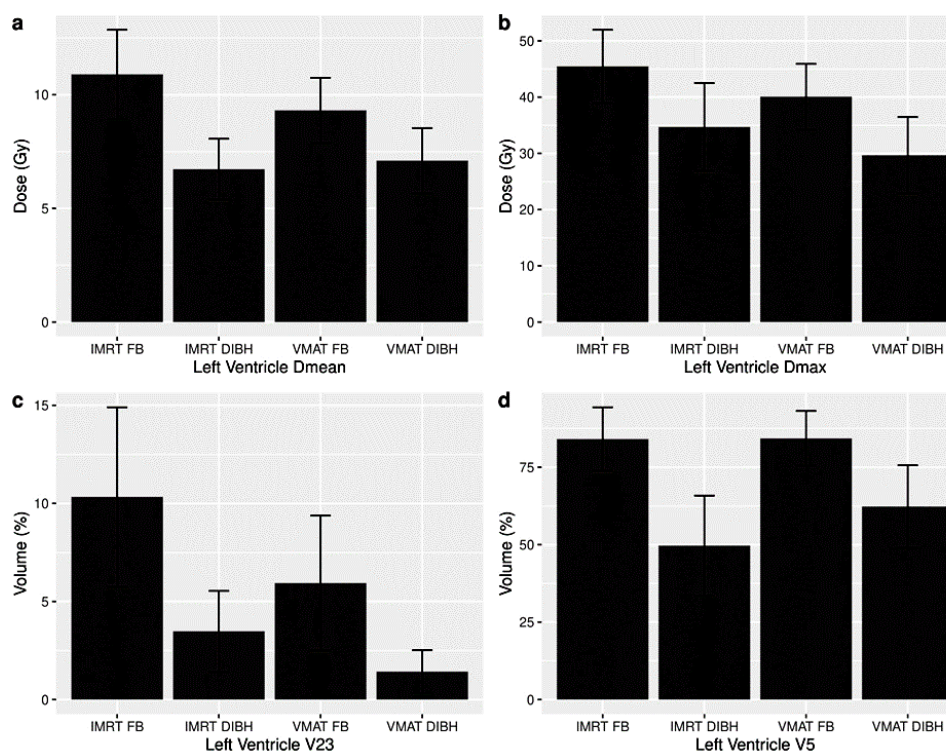 a
Dose (Gy)
10
5
0
IMRT FB IMRT DIBH VMAT FB VMAT DIBH
Left Ventricle Dmean
b
Dose (Gy)
50
40
30
20
10
0
IMRT FB IMRT DIBH VMAT FB VMAT DIBH
Left Ventricle Dmax
c
Volume (%)
15
10
5
0
IMRT FB IMRT DIBH VMAT FB VMAT DIBH
Left Ventricle V23
d
Volume (%)
75
50
25
0
IMRT FB IMRT DIBH VMAT FB VMAT DIBH
Left Ventricle V5